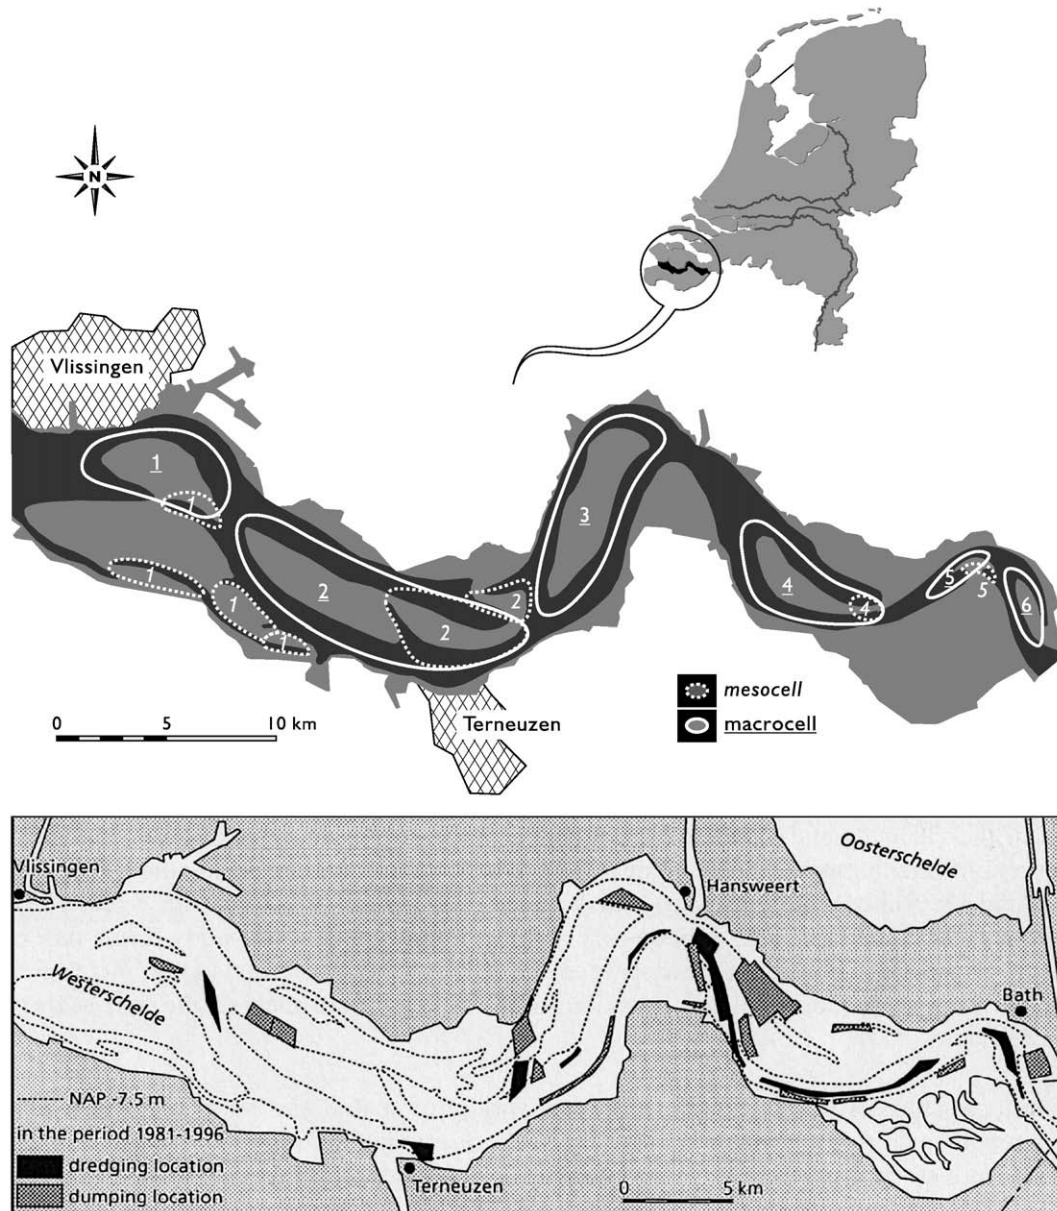 N
Vlissingen
1
1
1
1
1
2
2
2
3
4
4
5
5
6
mesocell
macrocell
0 5 10 km
Terneuzen
Vlissingen
Hansweert
Oosterschelde
Westerschelde
Bath
NAP -7.5 m
in the period 1981-1996
dredging location
dumping location
Terneuzen
0 5 km